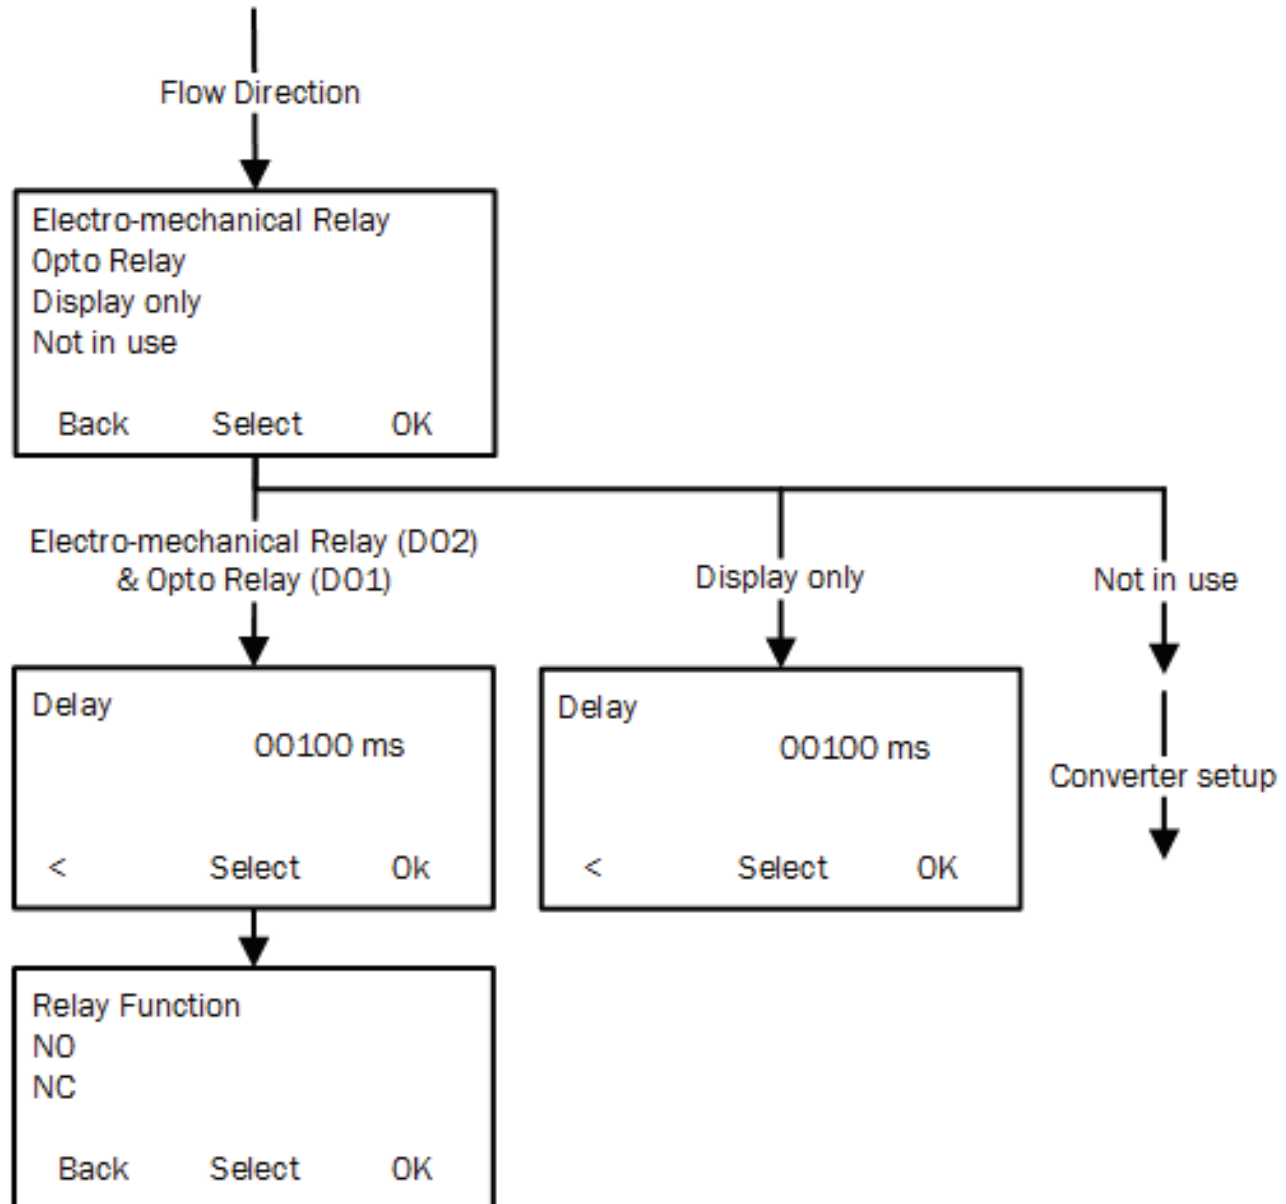 Flow Direction
Electro-mechanical Relay
Opto Relay
Display only
Not in use
Back Select OK
Electro-mechanical Relay (DO2)
& Opto Relay (DO1)
Display only
Not in use
Delay
00100 ms
< Select Ok
Delay
00100 ms
< Select OK
Converter setup
Relay Function
NO
NC
Back Select OK